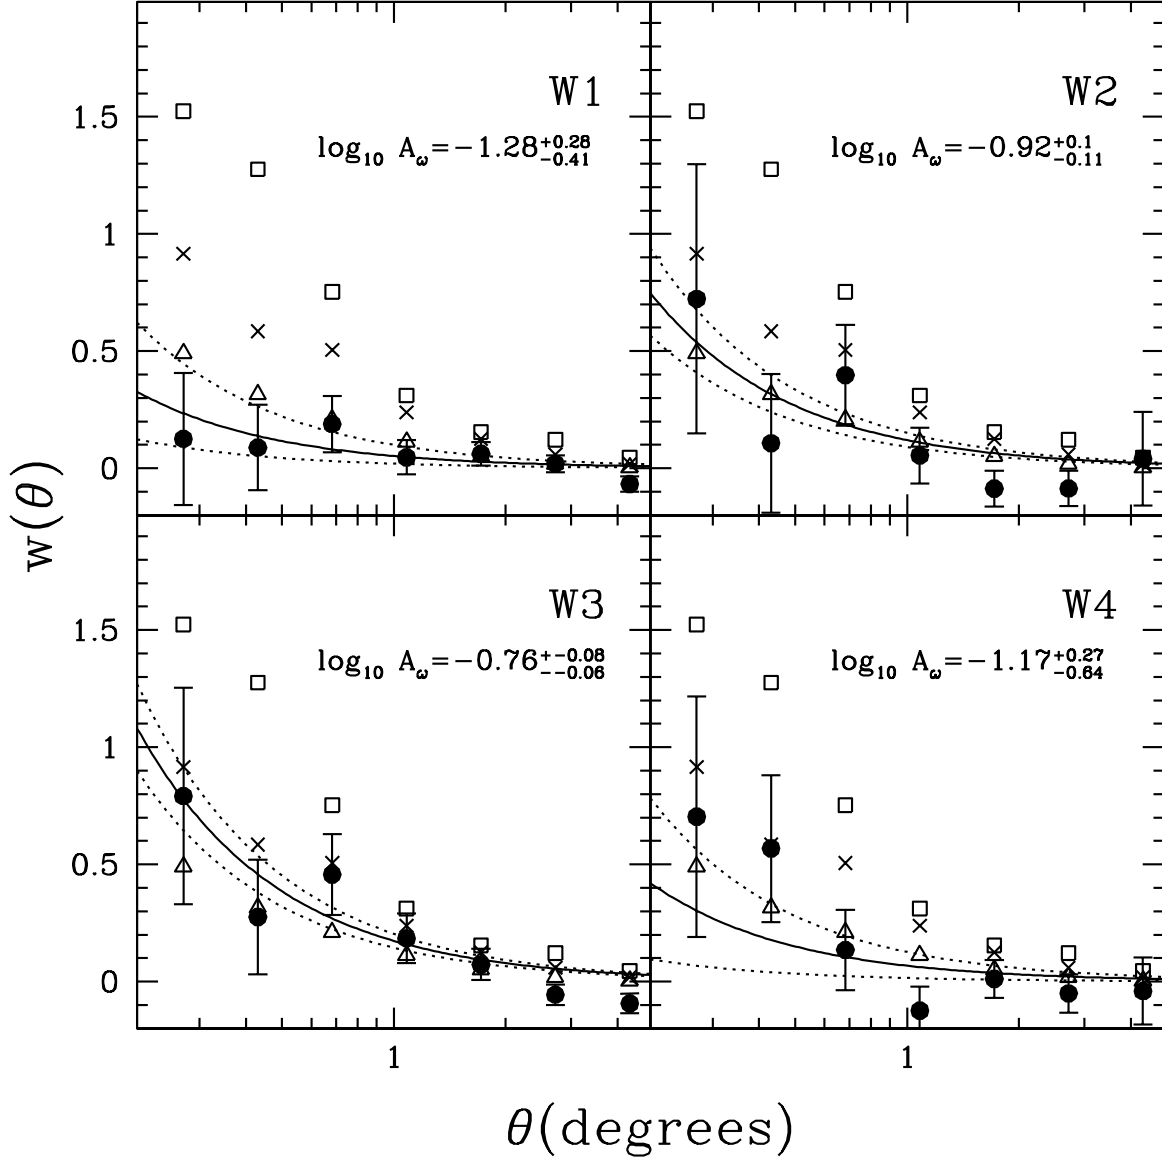 W1
log10 Aω=−1.28+0.28-0.41
W2
log10 Aω=−0.92+0.1-0.11
1.5
1
0.5
0
w(θ)
W3
log10 Aω=−0.76+-0.08--0.06
W4
log10 Aω=−1.17+0.27-0.64
1.5
1
0.5
0
1
1
θ(degrees)